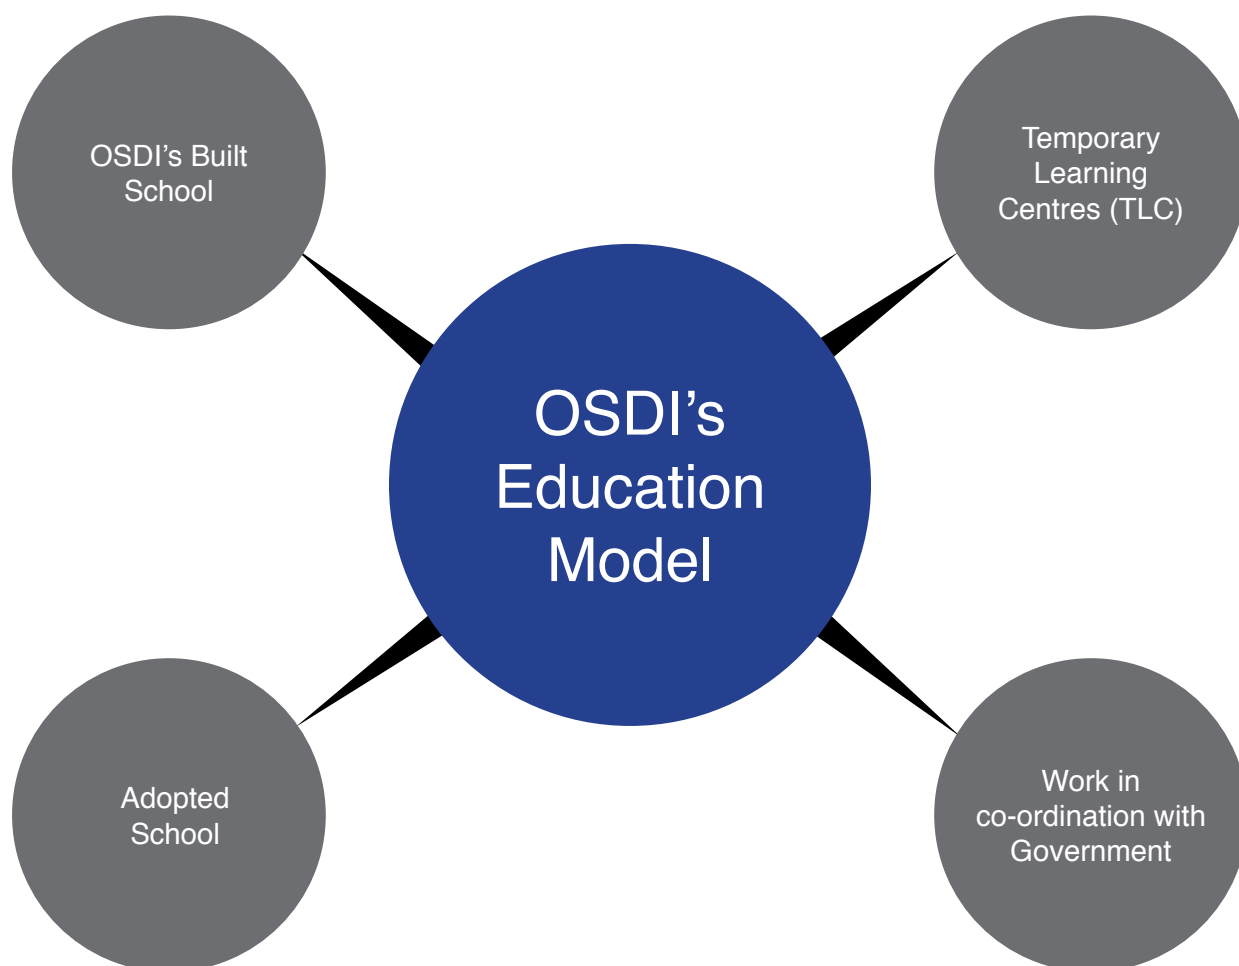 OSDI's Built
School
Temporary
Learning
Centres (TLC)
OSDI’s
Education
Model
Adopted
School
Work in
co-ordination with
Government